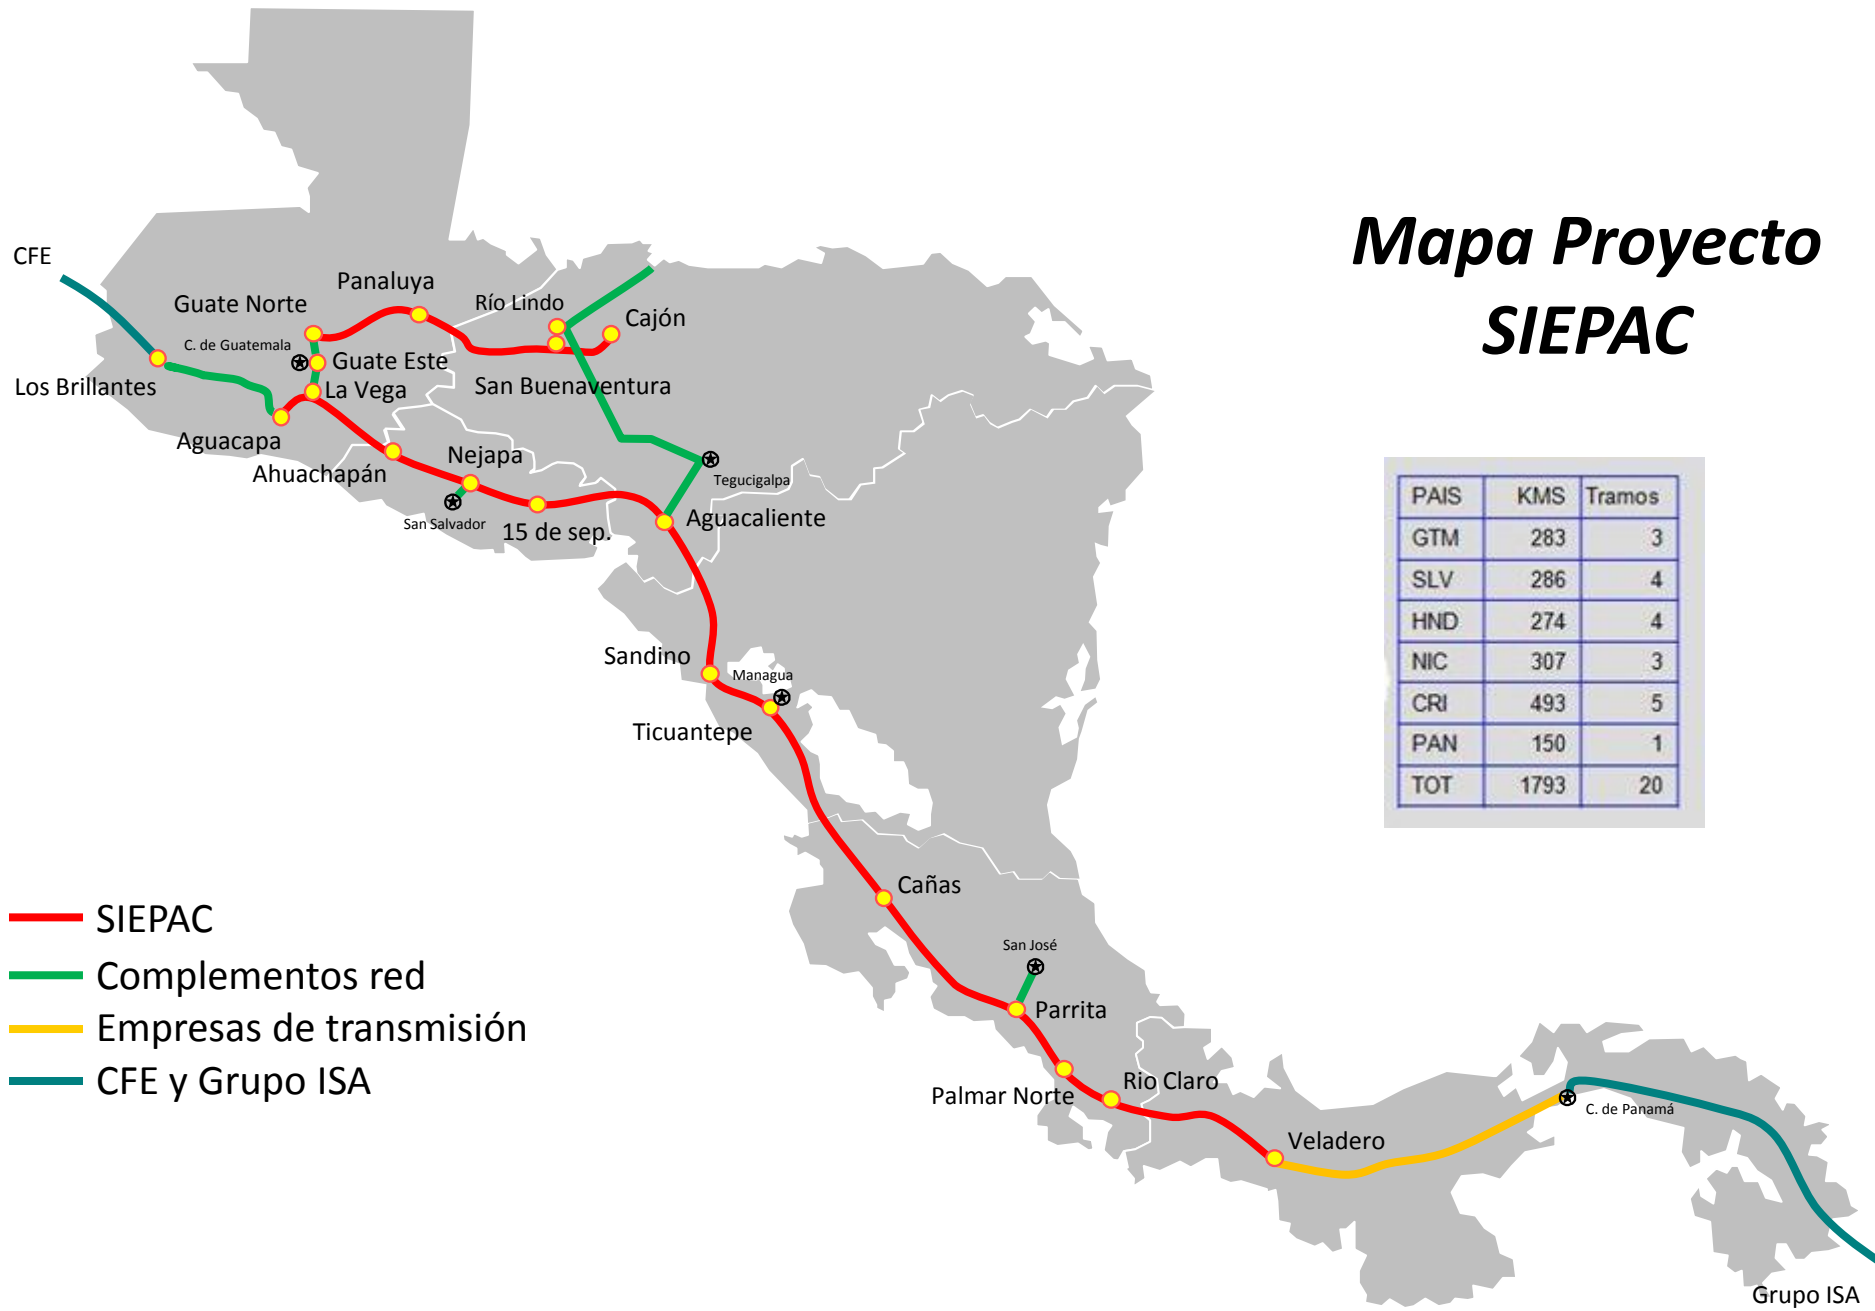 Mapa Proyecto
SIEPAC
CFE
Panaluya
Guate Norte
Río Lindo
Cajón
C. de Guatemala
Guate Este
Los Brillantes
La Vega
San Buenaventura
Aguacapa
Ahuachapán
Nejapa
Tegucigalpa
San Salvador
15 de sep.
Aguacaliente
Sandino
Managua
Ticuantepe
Cañas
San José
Parrita
Palmar Norte
Rio Claro
Veladero
C. de Panamá
Grupo ISA
PAIS KMS Tramos
GTM 283 3
SLV 286 4
HND 274 4
NIC 307 3
CRI 493 5
PAN 150 1
TOT 1793 20
SIEPAC
Complementos red
Empresas de transmisión
CFE y Grupo ISA